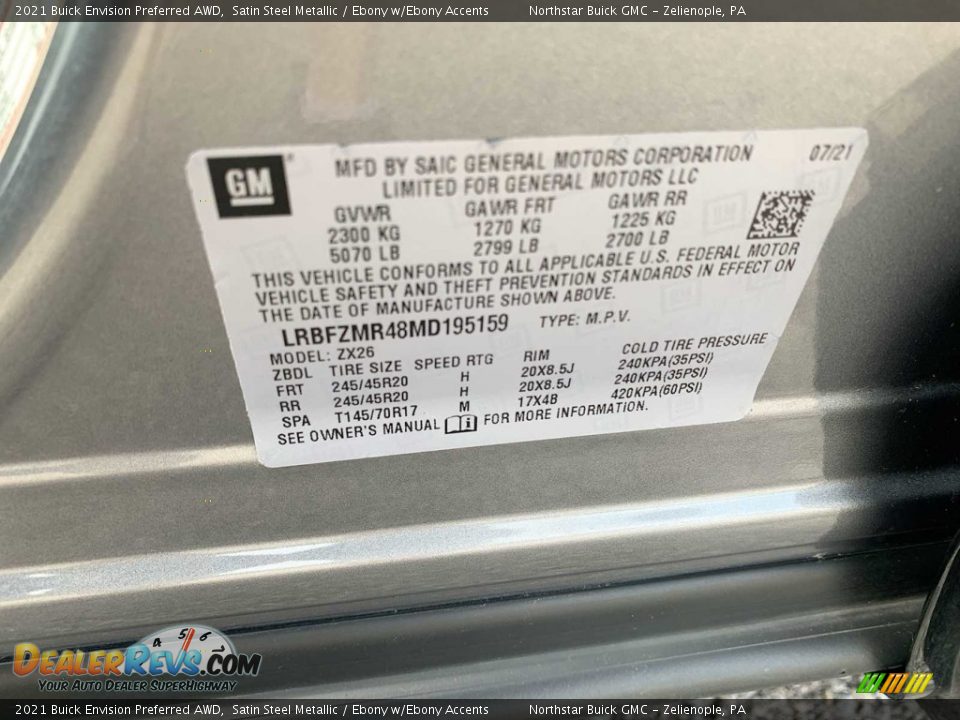 2021 Buick Envision Preferred AWD, Satin Steel Metallic / Ebony w/Ebony Accents Northstar Buick GMC - Zelienople, PA
GM MFD BY SAIC GENERAL MOTORS CORPORATION 07/21
LIMITED FOR GENERAL MOTORS LLC
GVWR GAWR FRT GAWR RR
2300 KG 1270 KG 1225 KG
5070 LB 2799 LB 2700 LB
THIS VEHICLE CONFORMS TO ALL APPLICABLE U.S. FEDERAL MOTOR
VEHICLE SAFETY AND THEFT PREVENTION STANDARDS IN EFFECT ON
THE DATE OF MANUFACTURE SHOWN ABOVE.
LRBFZMR48MD195159 TYPE: M.P.V.
MODEL: ZX26
ZBDL TIRE SIZE SPEED RTG RIM COLD TIRE PRESSURE
FRT 245/45R20 H 20X8.5J 240KPA(35PSI)
RR 245/45R20 H 20X8.5J 240KPA(35PSI)
SPA T145/70R17 M 17X4B 420KPA(60PSI)
SEE OWNER'S MANUAL i FOR MORE INFORMATION.
4 5 6
DealerRevs.com
Your Auto Dealer SuperHighway
2021 Buick Envision Preferred AWD, Satin Steel Metallic / Ebony w/Ebony Accents Northstar Buick GMC - Zelienople, PA